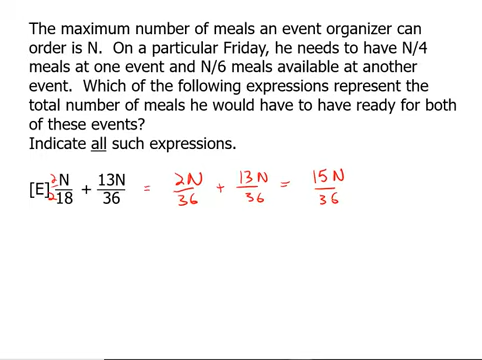 The maximum number of meals an event organizer can
order is N. On a particular Friday, he needs to have N/4
meals at one event and N/6 meals available at another
event. Which of the following expressions represent the
total number of meals he would have to have ready for both
of these events?
Indicate all such expressions.
[E] 2N/2 18 + 13N/36 = 2N/36 + 13N/36 = 15N/36